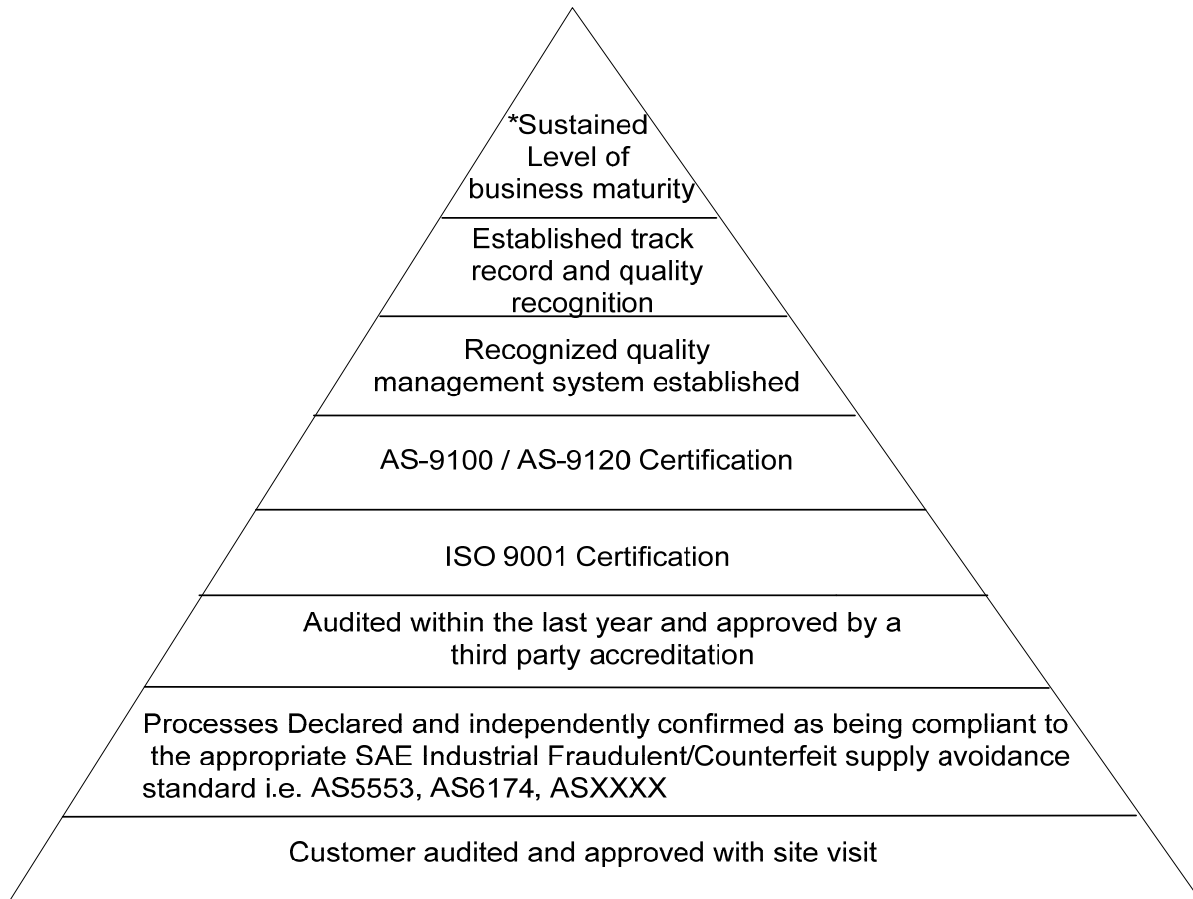 *Sustained
Level of
business maturity
Established track
record and quality
recognition
Recognized quality
management system established
AS-9100 / AS-9120 Certification
ISO 9001 Certification
Audited within the last year and approved by a
third party accreditation
Processes Declared and independently confirmed as being compliant to
the appropriate SAE Industrial Fraudulent/Counterfeit supply avoidance
standard i.e. AS5553, AS6174, ASXXXX
Customer audited and approved with site visit